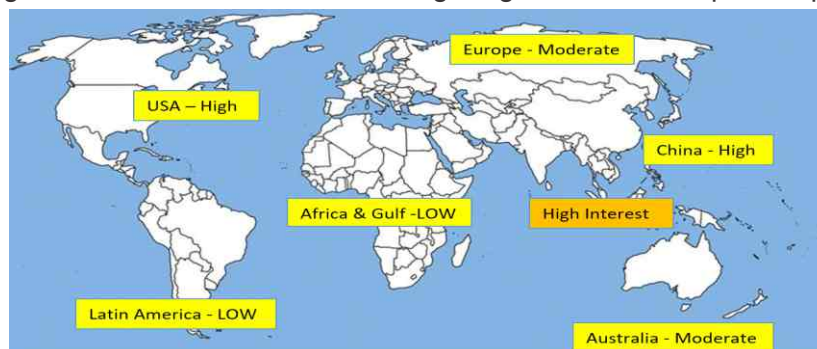 Europe - Moderate
USA – High
China - High
Africa & Gulf -LOW
High Interest
Latin America - LOW
Australia - Moderate